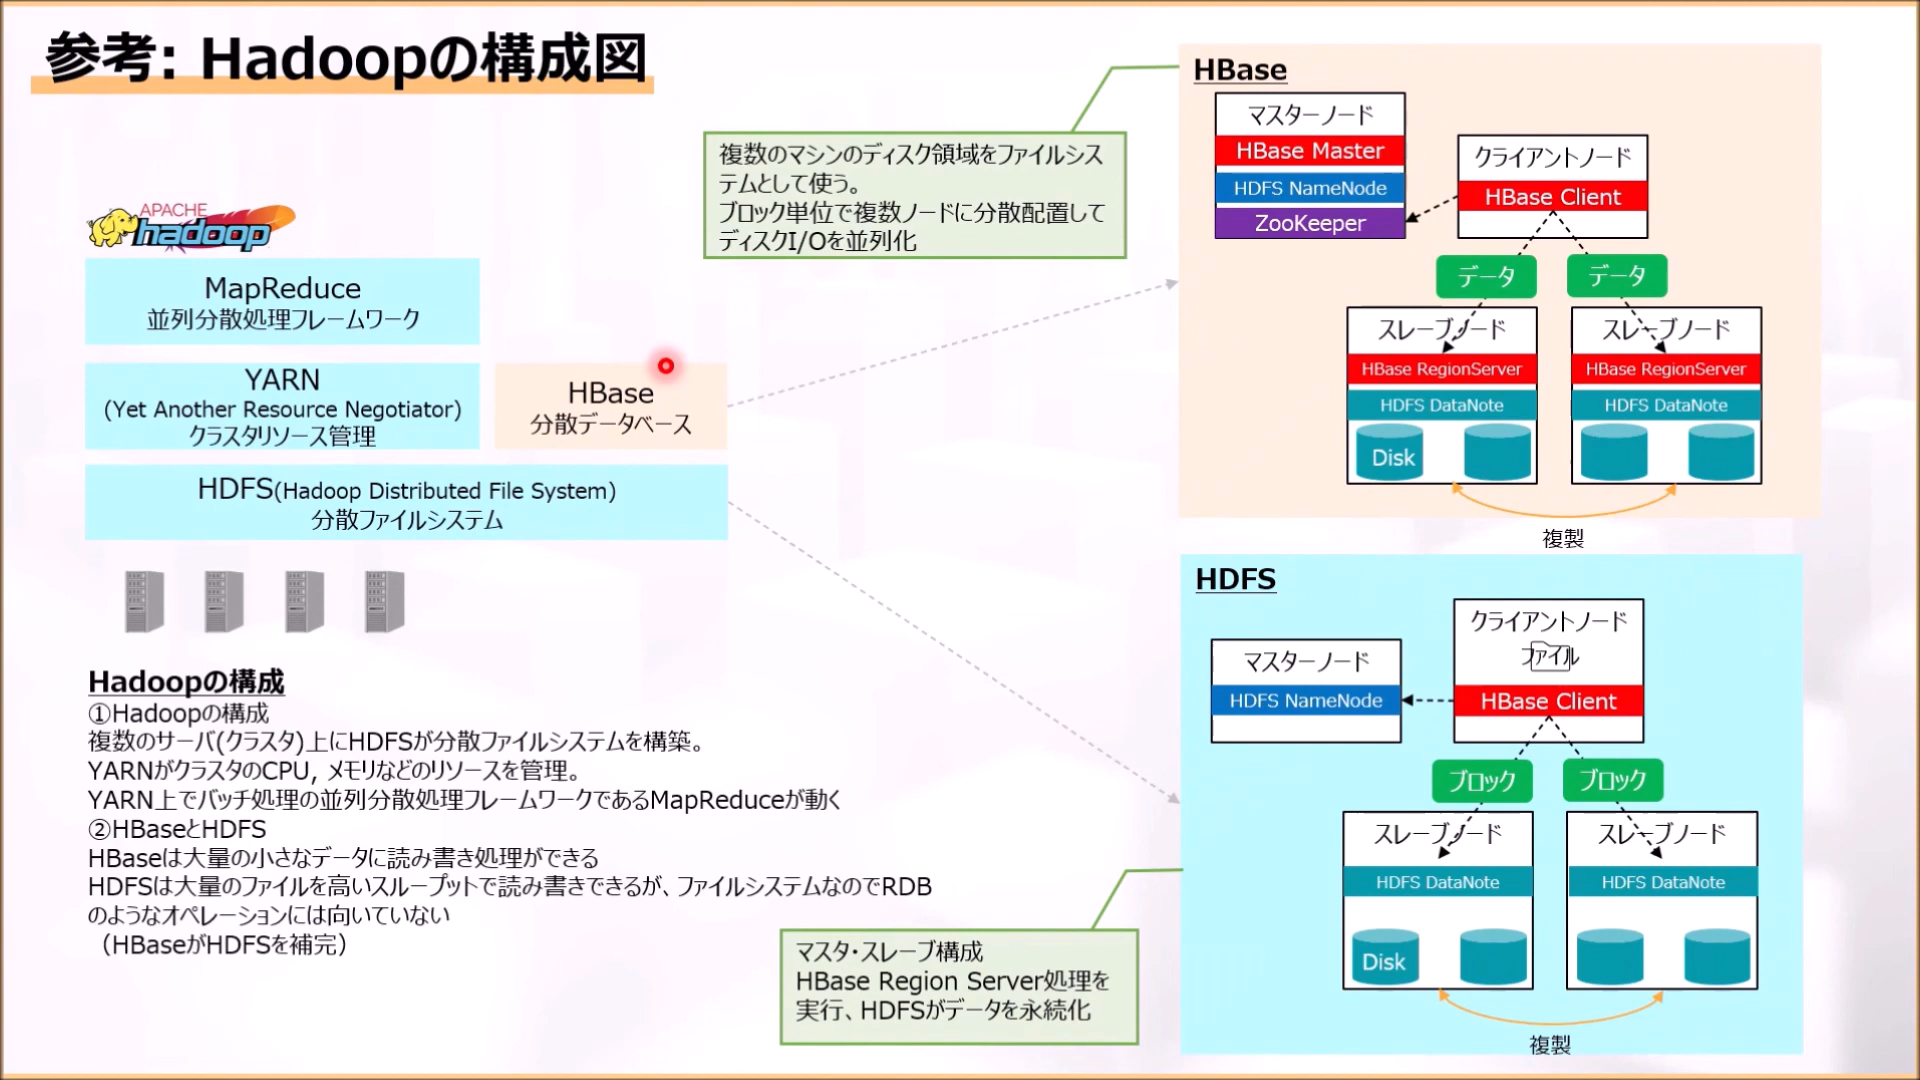 参考: Hadoopの構成図
APACHE
hadoop
MapReduce
並列分散処理フレームワーク
YARN
(Yet Another Resource Negotiator)
クラスタリソース管理
HBase
分散データベース
HDFS(Hadoop Distributed File System)
分散ファイルシステム
Hadoopの構成
①Hadoopの構成
複数のサーバ(クラスタ)上にHDFSが分散ファイルシステムを構築。
YARNがクラスタのCPU, メモリなどのリソースを管理。
YARN上でバッチ処理の並列分散処理フレームワークであるMapReduceが動く
②HBaseとHDFS
HBaseは大量の小さなデータに読み書き処理ができる
HDFSは大量のファイルを高いスループットで読み書きできるが、ファイルシステムなのでRDB
のようなオペレーションには向いていない
（HBaseがHDFSを補完）
複数のマシンのディスク領域をファイルシス
テムとして使う。
ブロック単位で複数ノードに分散配置して
ディスクI/Oを並列化
HBase
マスターノード
HBase Master
HDFS NameNode
ZooKeeper
クライアントノード
HBase Client
データ
データ
スレーブノード
HBase RegionServer
HDFS DataNote
Disk
スレーブノード
HBase RegionServer
HDFS DataNote
複製
HDFS
マスターノード
HDFS NameNode
クライアントノード
ファイル
HBase Client
ブロック
ブロック
スレーブノード
HDFS DataNote
Disk
スレーブノード
HDFS DataNote
複製
マスタ・スレーブ構成
HBase Region Server処理を
実行、HDFSがデータを永続化